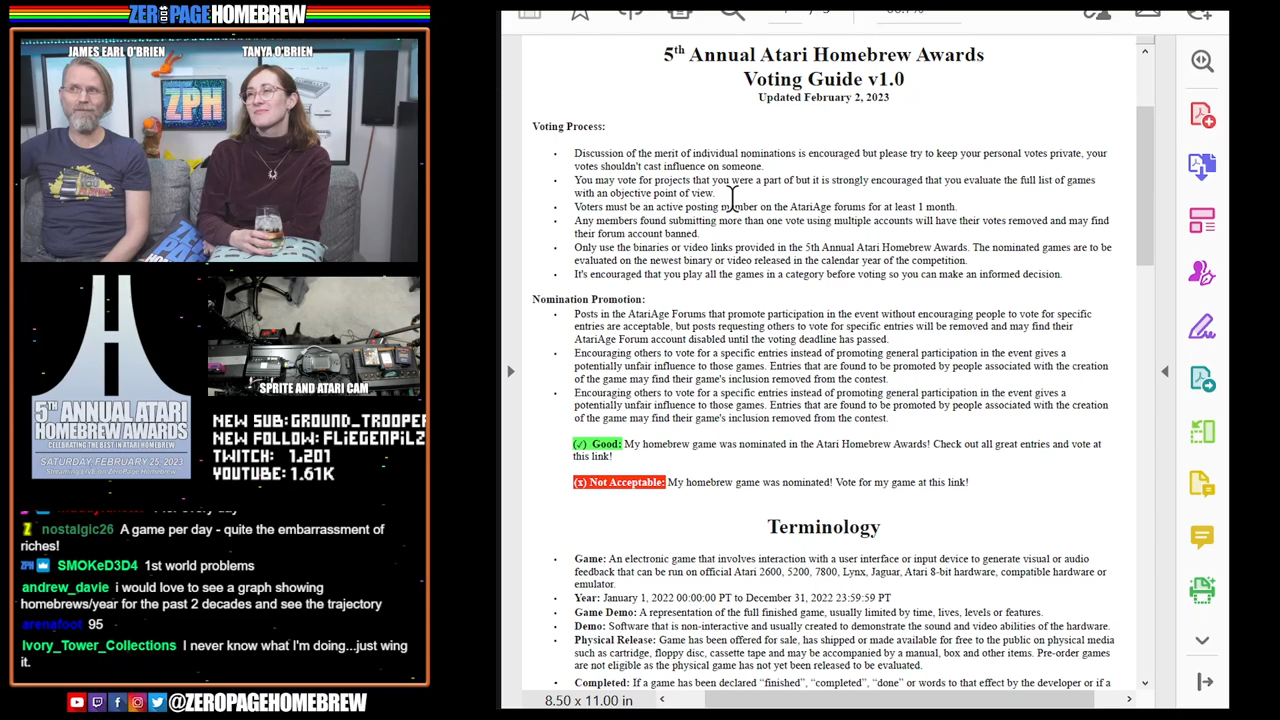 ZERO PAGE HOMEBREW
JAMES EARL O'BRIEN
TANYA O'BRIEN
ZPH
SPRITE AND ATARI CAM
5TH ANNUAL ATARI
HOMEBREW AWARDS
CELEBRATING THE BEST IN ATARI HOMEBREW
SATURDAY, FEBRUARY 25, 2023
Streaming LIVE on ZeroPage Homebrew
NEW SUB:GROUND_TROOPER
NEW FOLLOW:FLIEGENPILZ
TWITCH: 1,201
YOUTUBE: 1.61K
nostalgic26 A game per day - quite the embarrassment of
riches!
SMOKeD3D4 1st world problems
andrew_davie i would love to see a graph showing
homebrews/year for the past 2 decades and see the trajectory
arenafoot 95
Ivory_Tower_Collections I never know what I'm doing...just wing
it.
@ZEROPAGEHOMEBREW
5th Annual Atari Homebrew Awards
Voting Guide v1.0
Updated February 2, 2023
Voting Process:
Discussion of the merit of individual nominations is encouraged but please try to keep your personal votes private, your
votes shouldn't cast influence on someone.
You may vote for projects that you were a part of but it is strongly encouraged that you evaluate the full list of games
with an objective point of view.
Voters must be an active posting member on the AtariAge forums for at least 1 month.
Any members found submitting more than one vote using multiple accounts will have their votes removed and may find
their forum account banned.
Only use the binaries or video links provided in the 5th Annual Atari Homebrew Awards. The nominated games are to be
evaluated on the newest binary or video released in the calendar year of the competition.
It's encouraged that you play all the games in a category before voting so you can make an informed decision.
Nomination Promotion:
Posts in the AtariAge Forums that promote participation in the event without encouraging people to vote for specific
entries are acceptable, but posts requesting others to vote for specific entries will be removed and may find their
AtariAge Forum account disabled until the voting deadline has passed.
Encouraging others to vote for a specific entries instead of promoting general participation in the event gives a
potentially unfair influence to those games. Entries that are found to be promoted by people associated with the creation
of the game may find their game's inclusion removed from the contest.
Encouraging others to vote for a specific entries instead of promoting general participation in the event gives a
potentially unfair influence to those games. Entries that are found to be promoted by people associated with the creation
of the game may find their game's inclusion removed from the contest.
(✓) Good: My homebrew game was nominated in the Atari Homebrew Awards! Check out all great entries and vote at
this link!
(x) Not Acceptable: My homebrew game was nominated! Vote for my game at this link!
Terminology
Game: An electronic game that involves interaction with a user interface or input device to generate visual or audio
feedback that can be run on official Atari 2600, 5200, 7800, Lynx, Jaguar, Atari 8-bit hardware, compatible hardware or
emulator.
Year: January 1, 2022 00:00:00 PT to December 31, 2022 23:59:59 PT
Game Demo: A representation of the full finished game, usually limited by time, lives, levels or features.
Demo: Software that is non-interactive and usually created to demonstrate the sound and video abilities of the hardware.
Physical Release: Game has been offered for sale, has shipped or made available for free to the public on physical media
such as cartridge, floppy disc, cassette tape and may be accompanied by a manual, box and other items. Pre-order games
are not eligible as the physical game has not yet been released to be evaluated.
Completed: If a game has been declared "finished", "completed", "done" or words to that effect by the developer or if a
8.50 x 11.00 in